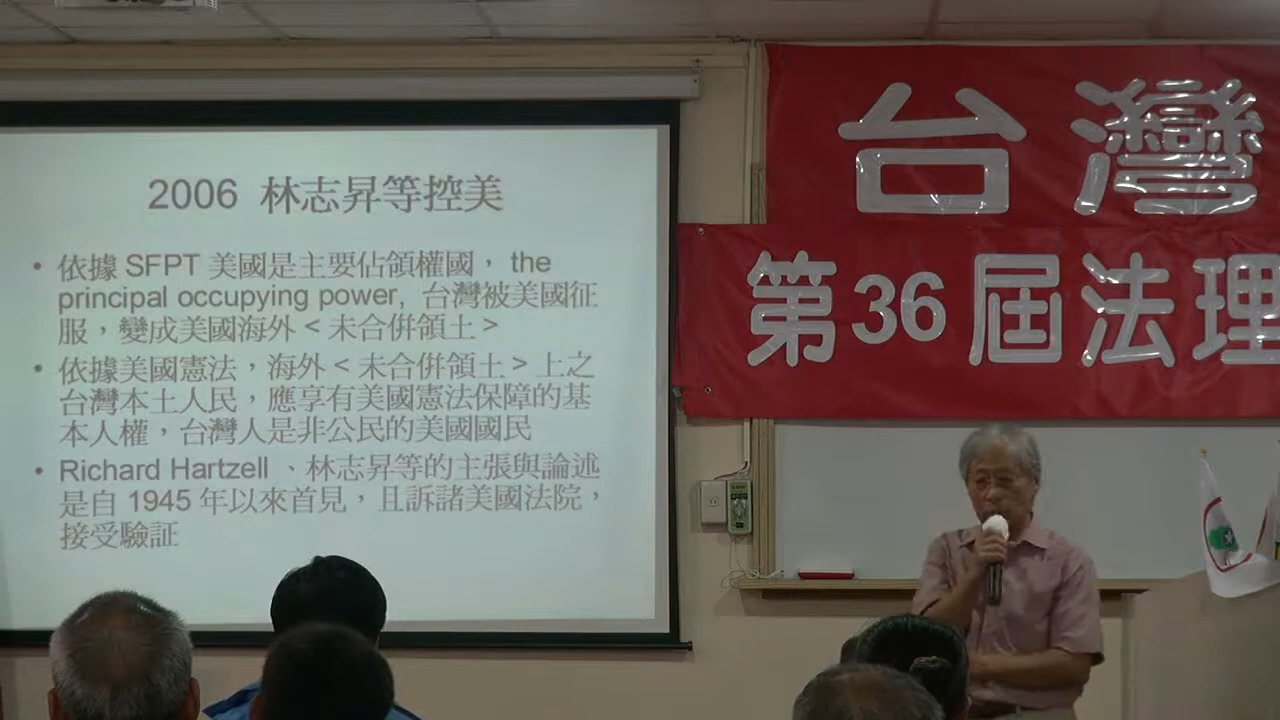 2006 林志昇等控美
• 依據 SFPT 美國是主要佔領權國， the
principal occupying power, 台灣被美國征
服，變成美國海外 < 未合併領土 >
• 依據美國憲法，海外 < 未合併領土 > 上之
台灣本土人民，應享有美國憲法保障的基
本人權，台灣人是非公民的美國國民
• Richard Hartzell 、林志昇等的主張與論述
是自 1945 年以來首見，且訴諸美國法院，
接受驗証
台灣
第36屆法理